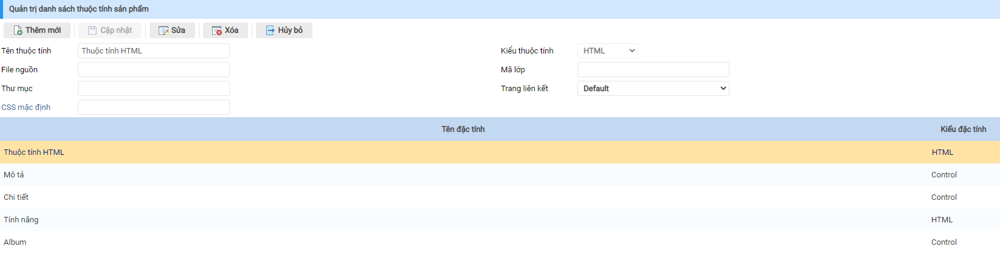 Quản trị danh sách thuộc tính sản phẩm
Thêm mới Cập nhật Sửa Xóa Hủy bỏ
Tên thuộc tính Thuộc tính HTML Kiểu thuộc tính HTML
File nguồn Mã lớp
Thư mục Trang liên kết Default
CSS mặc định
Tên đặc tính Kiểu đặc tính
Thuộc tính HTML HTML
Mô tả Control
Chi tiết Control
Tính năng HTML
Album Control